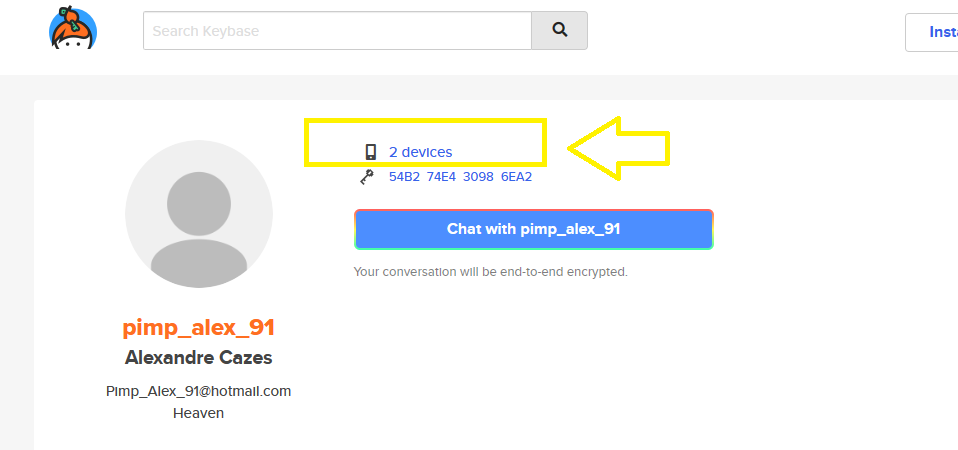 Search Keybase
2 devices
54B2 74E4 3098 6EA2
Chat with pimp_alex_91
Your conversation will be end-to-end encrypted.
pimp_alex_91
Alexandre Cazes
Pimp_Alex_91@hotmail.com
Heaven